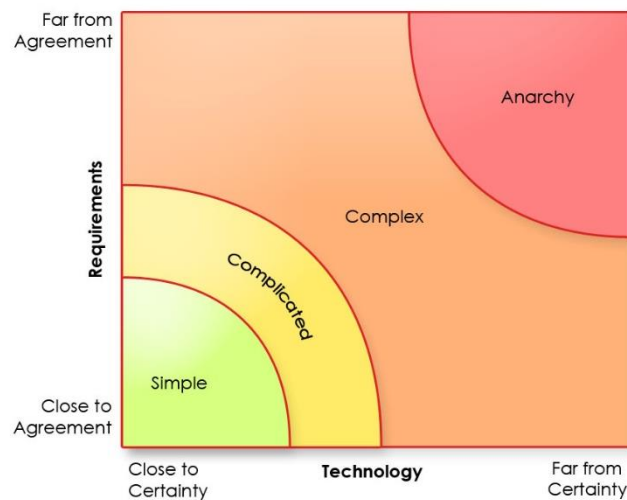 Far from
Agreement
Anarchy
Requirements
Complex
Complicated
Simple
Close to
Agreement
Close to
Certainty
Technology
Far from
Certainty